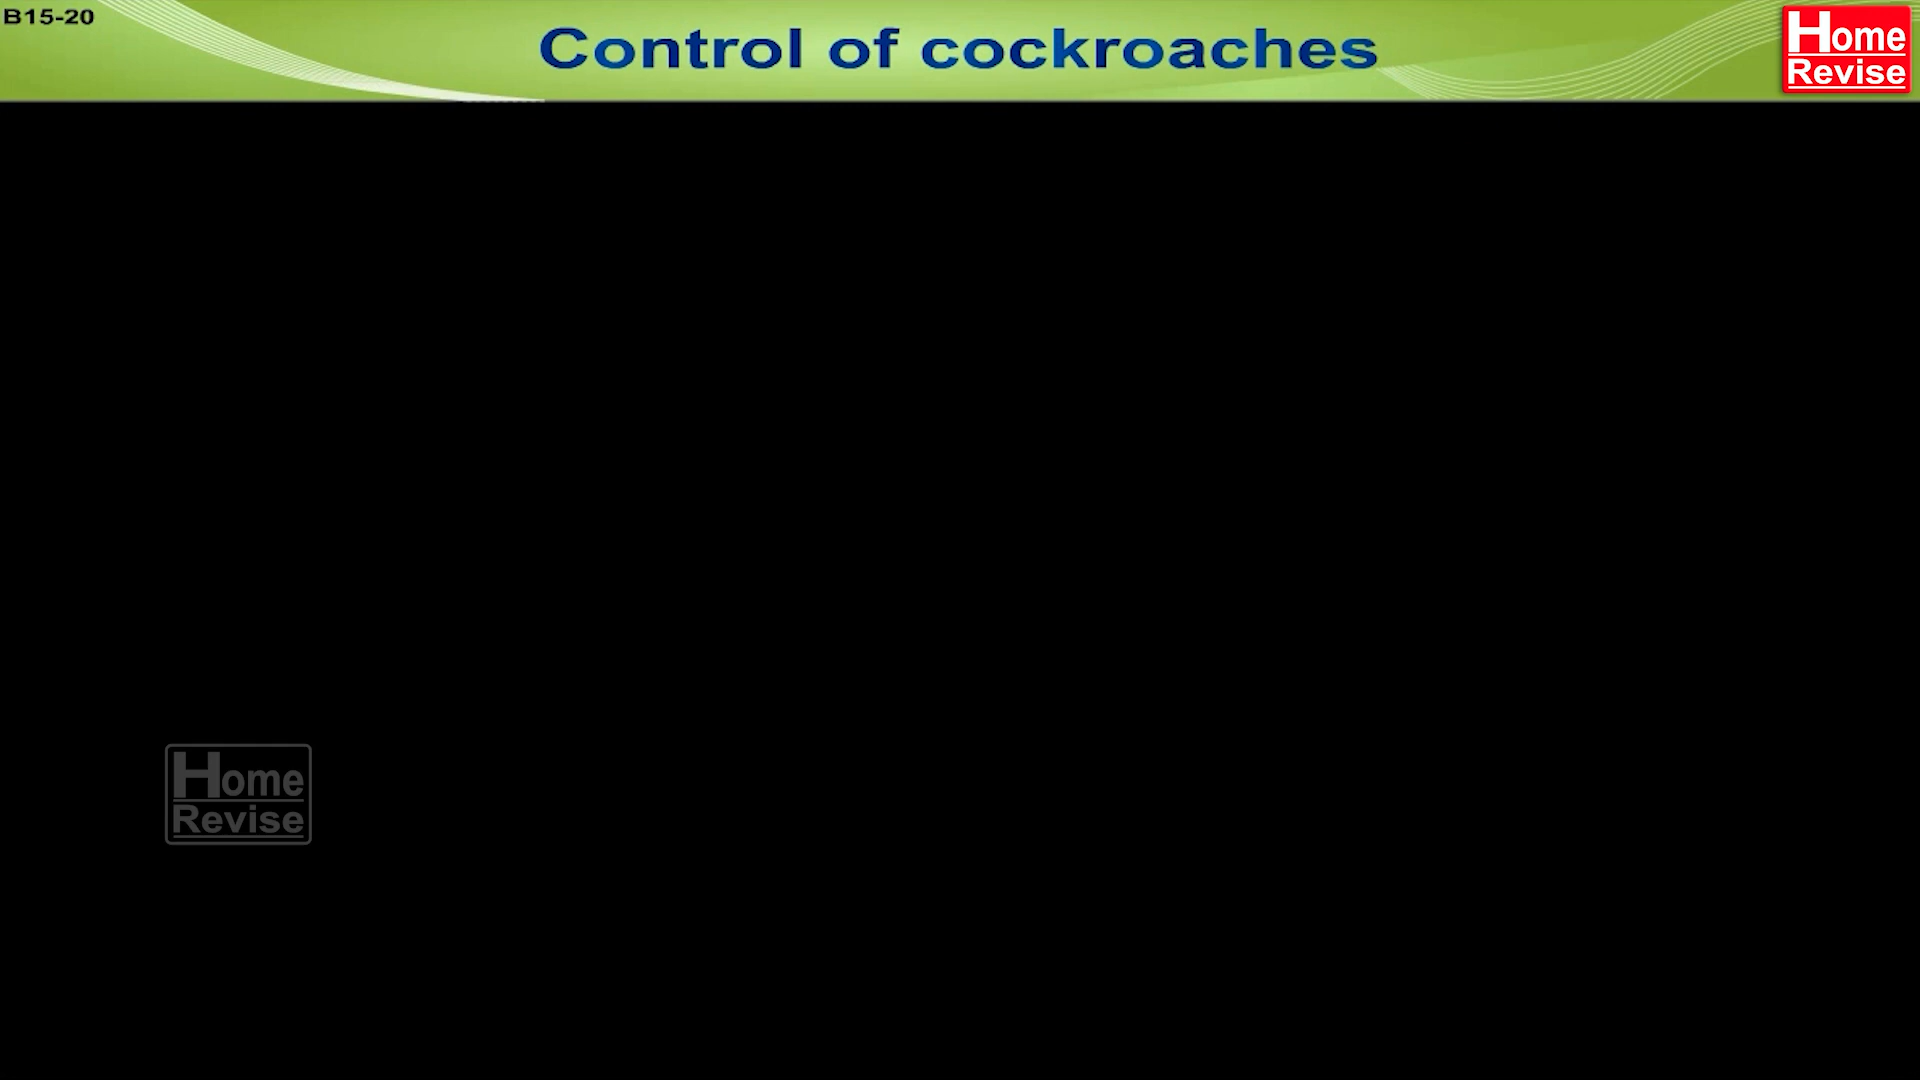 B15-20
Control of cockroaches
Home
Revise
Home
Revise